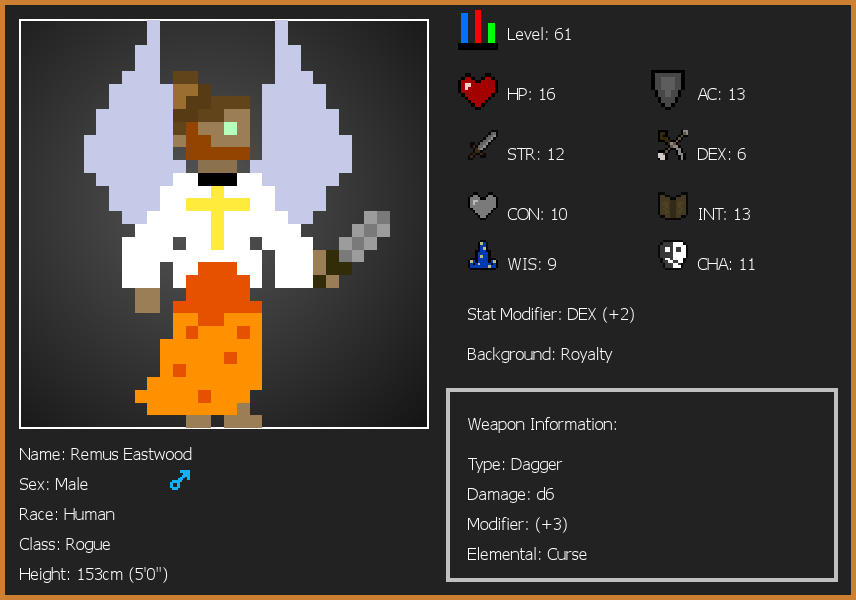 Level: 61
HP: 16
AC: 13
STR: 12
DEX: 6
CON: 10
INT: 13
WIS: 9
CHA: 11
Stat Modifier: DEX (+2)
Background: Royalty
Weapon Information:
Type: Dagger
Damage: d6
Modifier: (+3)
Elemental: Curse
Name: Remus Eastwood
Sex: Male
Race: Human
Class: Rogue
Height: 153cm (5'0")